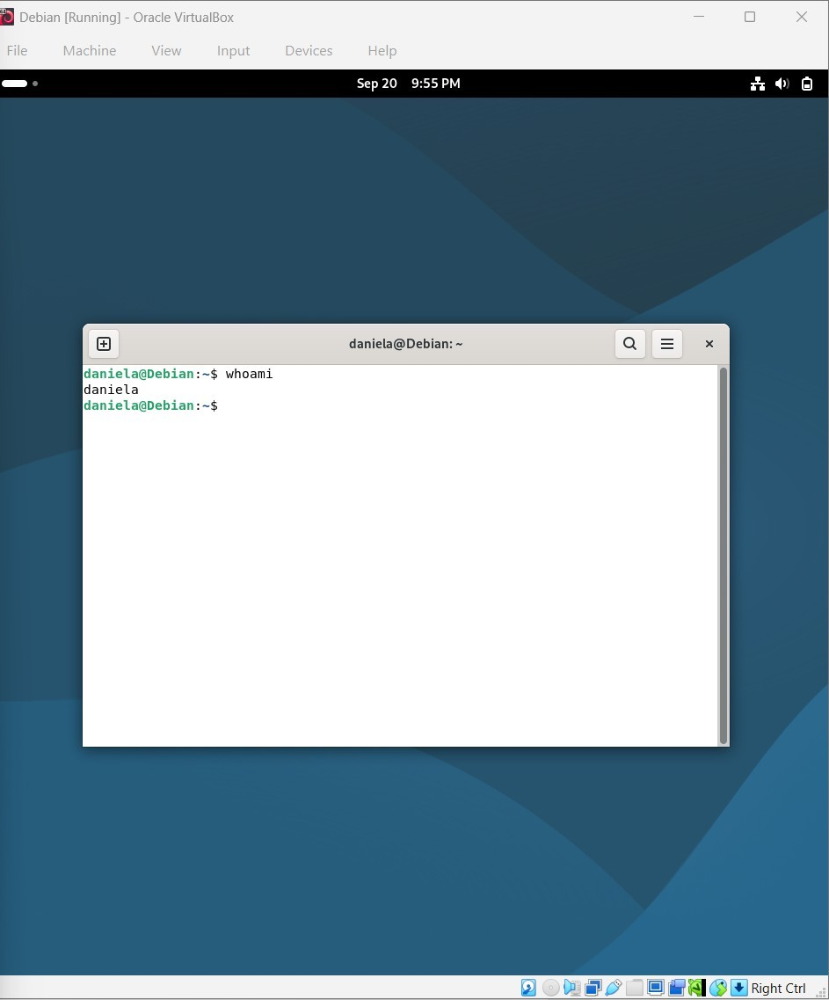 Debian [Running] - Oracle VirtualBox
File Machine View Input Devices Help
Sep 20 9:55 PM
daniela@Debian: ~
daniela@Debian:~$ whoami
daniela
daniela@Debian:~$
Right Ctrl